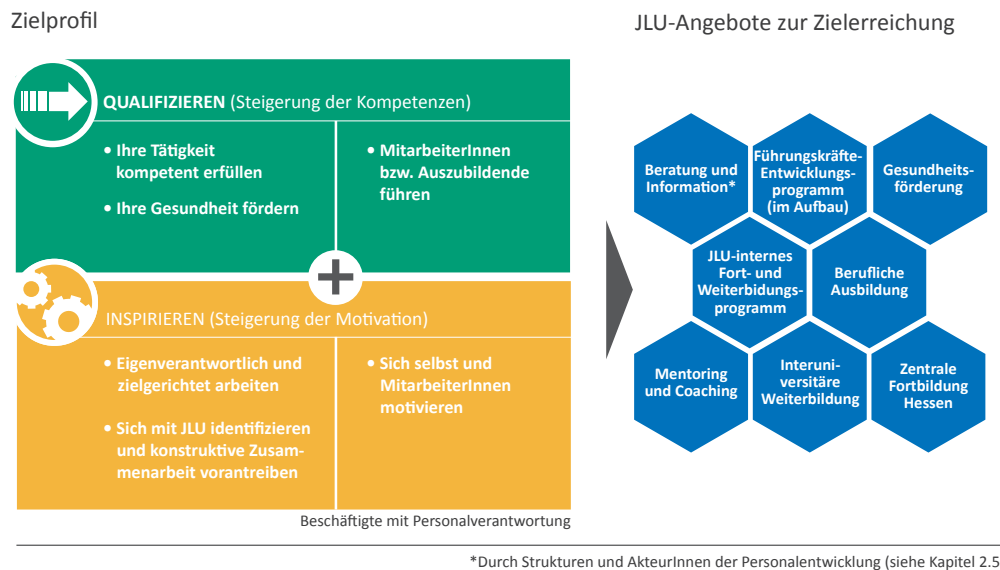 Zielprofil
JLU-Angebote zur Zielerreichung
QUALIFIZIEREN (Steigerung der Kompetenzen)
• Ihre Tätigkeit
kompetent erfüllen
• Ihre Gesundheit fördern
• MitarbeiterInnen
bzw. Auszubildende
führen
INSPIRIEREN (Steigerung der Motivation)
• Eigenverantwortlich und
zielgerichtet arbeiten
• Sich mit JLU identifizieren
und konstruktive Zusam-
menarbeit vorantreiben
• Sich selbst und
MitarbeiterInnen
motivieren
Beschäftigte mit Personalverantwortung
Beratung und
Information*
Führungskräfte-
Entwicklungs-
programm
(im Aufbau)
Gesundheits-
förderung
JLU-internes
Fort- und
Weiterbidungs-
programm
Berufliche
Ausbildung
Mentoring
und Coaching
Interuni-
versitäre
Weiterbildung
Zentrale
Fortbildung
Hessen
*Durch Strukturen und AkteurInnen der Personalentwicklung (siehe Kapitel 2.5